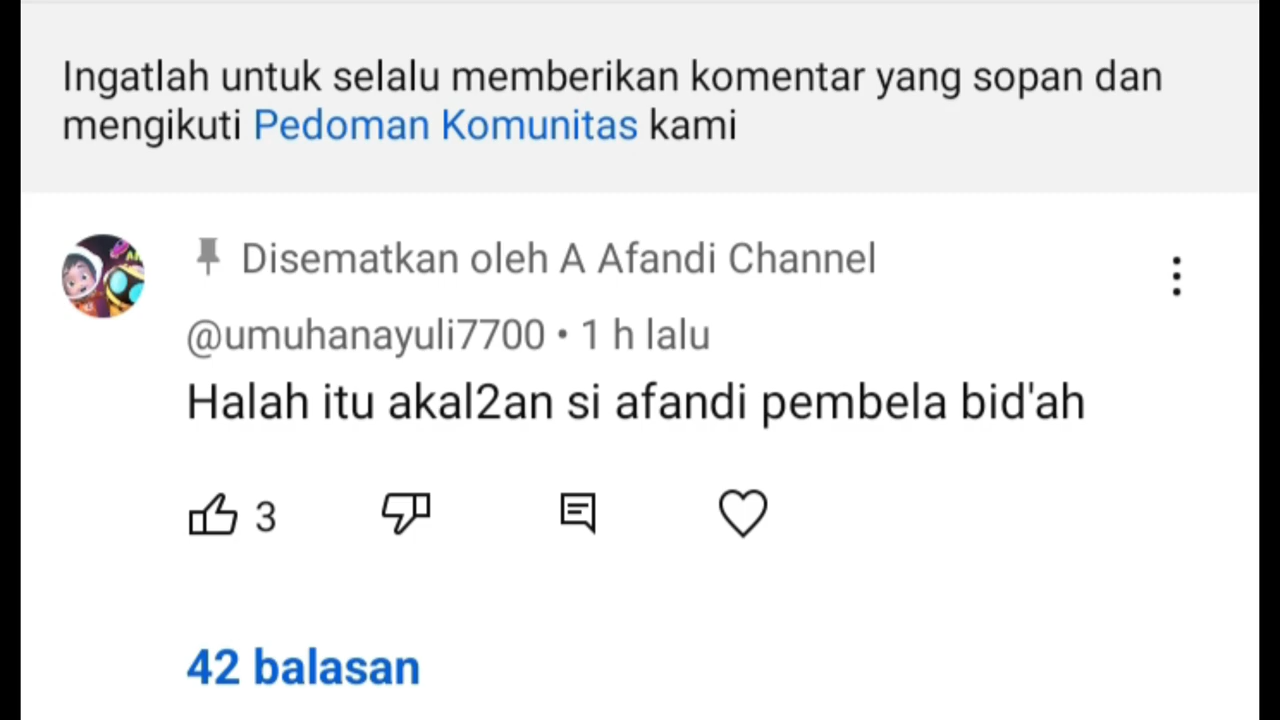 Ingatlah untuk selalu memberikan komentar yang sopan dan
mengikuti Pedoman Komunitas kami
Disematkan oleh A Afandi Channel
@umuhanayuli7700 • 1 h lalu
Halah itu akal2an si afandi pembela bid'ah
3
42 balasan